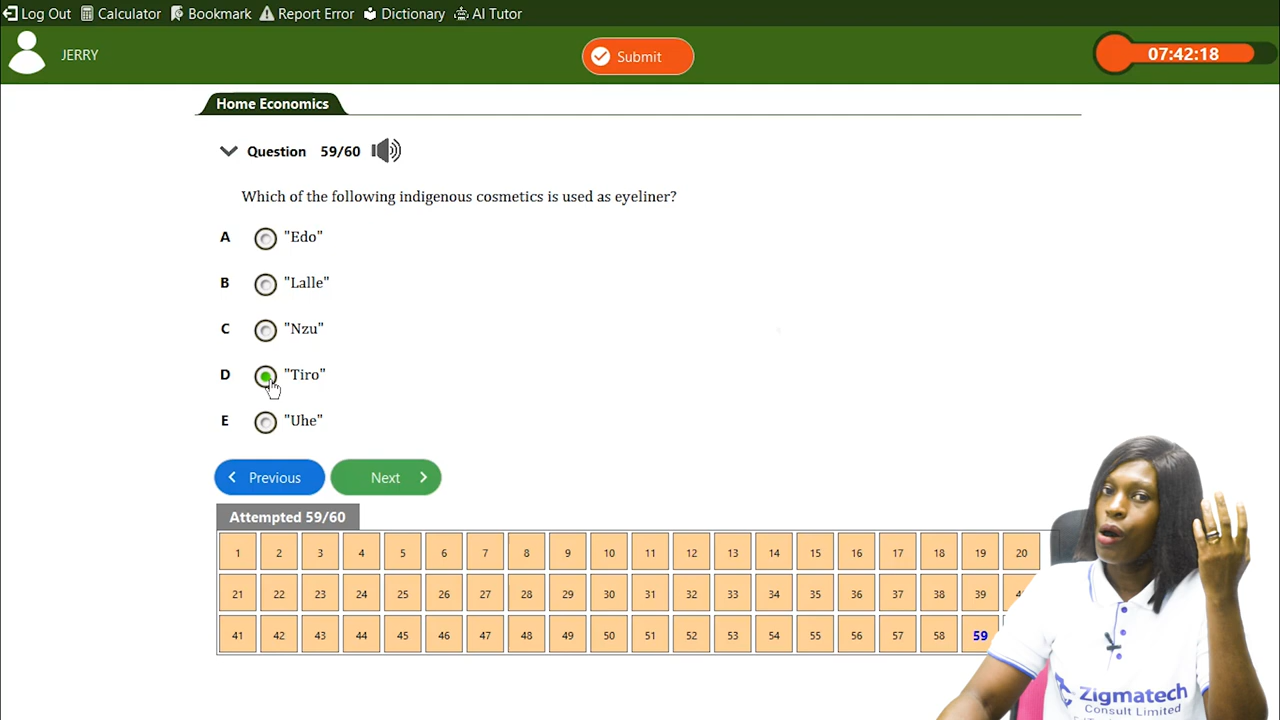 Log Out Calculator Bookmark Report Error Dictionary AI Tutor
JERRY
Submit
07:42:18
Home Economics
Question 59/60
Which of the following indigenous cosmetics is used as eyeliner?
A "Edo"
B "Lalle"
C "Nzu"
D "Tiro"
E "Uhe"
Previous
Next
Attempted 59/60
1 2 3 4 5 6 7 8 9 10 11 12 13 14 15 16 17 18 19 20
21 22 23 24 25 26 27 28 29 30 31 32 33 34 35 36 37 38 39
41 42 43 44 45 46 47 48 49 50 51 52 53 54 55 56 57 58 59
Zigmatech
Consult Limited